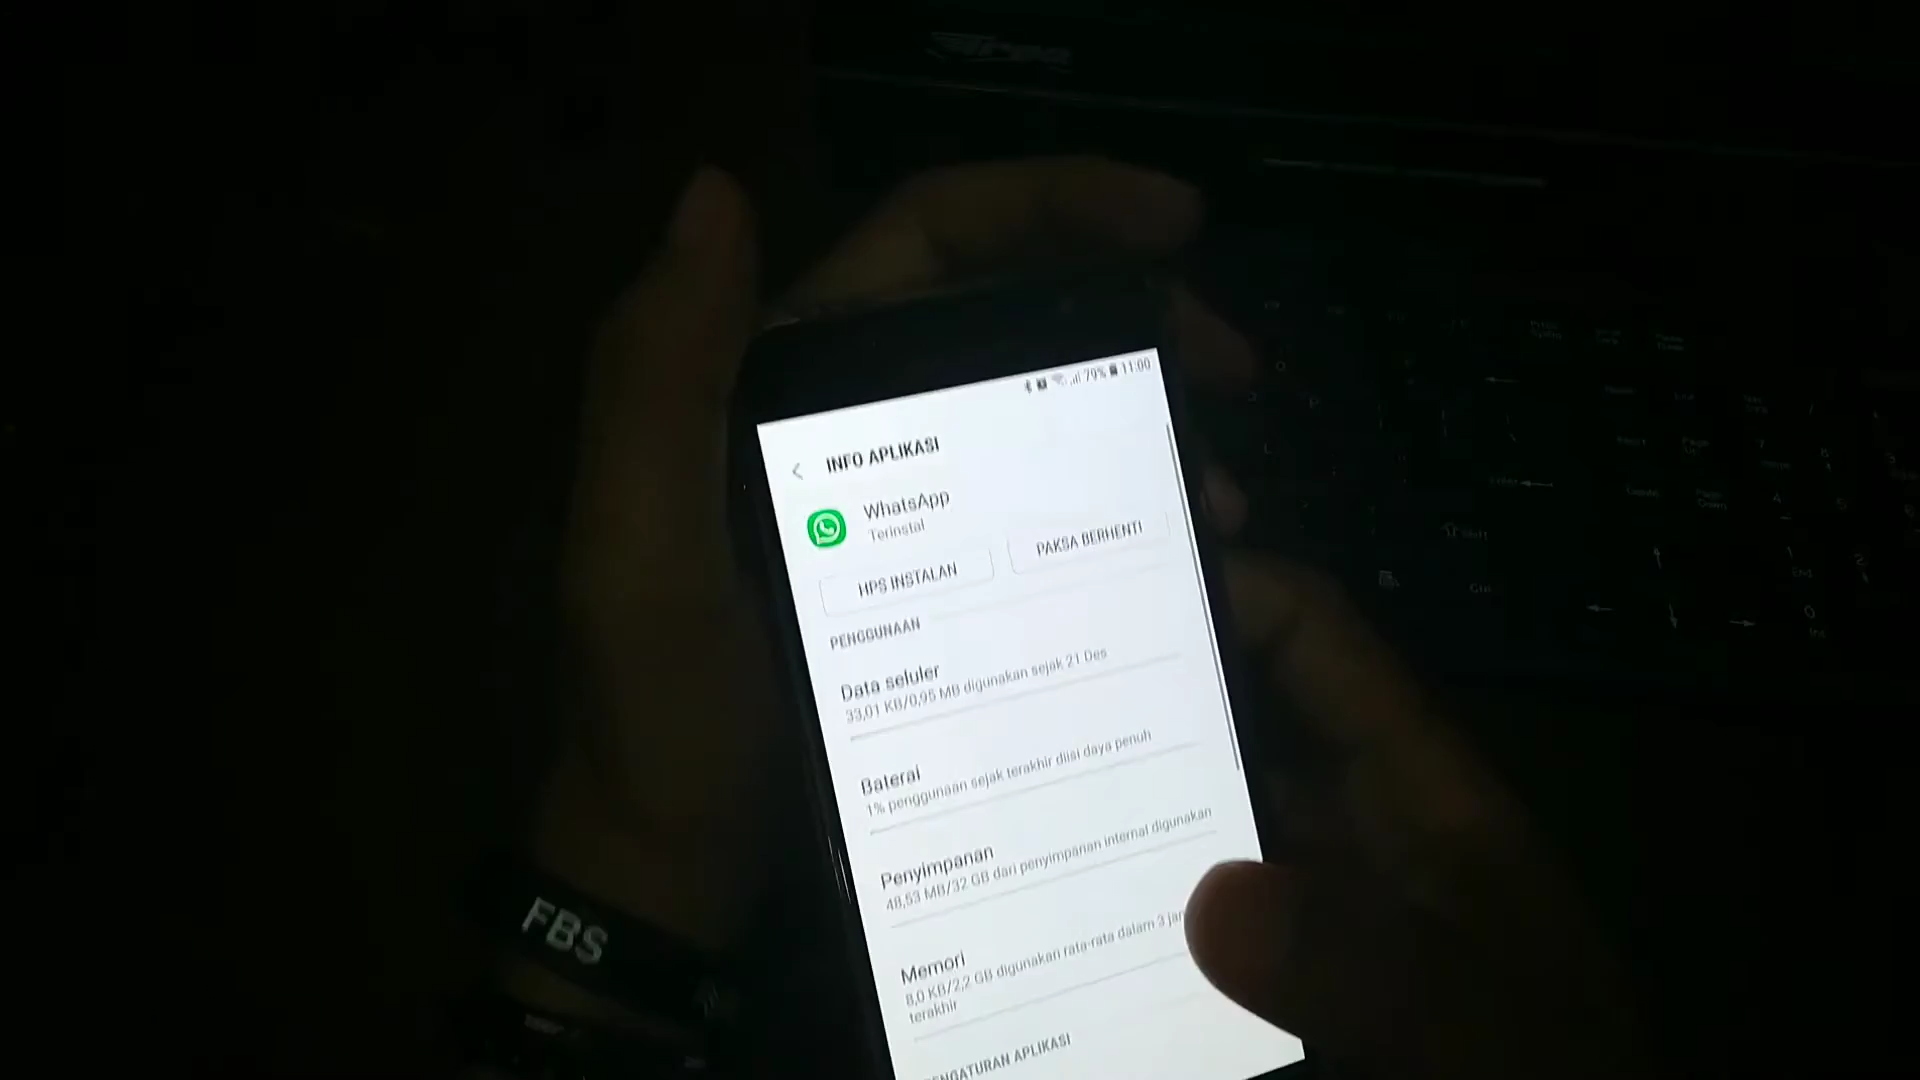 79% 11:00
INFO APLIKASI
WhatsApp
Terinstal
HPS INSTALAN
PAKSA BERHENTI
PENGGUNAAN
Data seluler
33,01 KB/0,95 MB digunakan sejak 21 Des
Baterai
1% penggunaan sejak terakhir diisi daya penuh
Penyimpanan
48,53 MB/32 GB dari penyimpanan internal digunakan
Memori
8,0 KB/2,2 GB digunakan rata-rata dalam 3
terakhir
APLIKASI
FBS